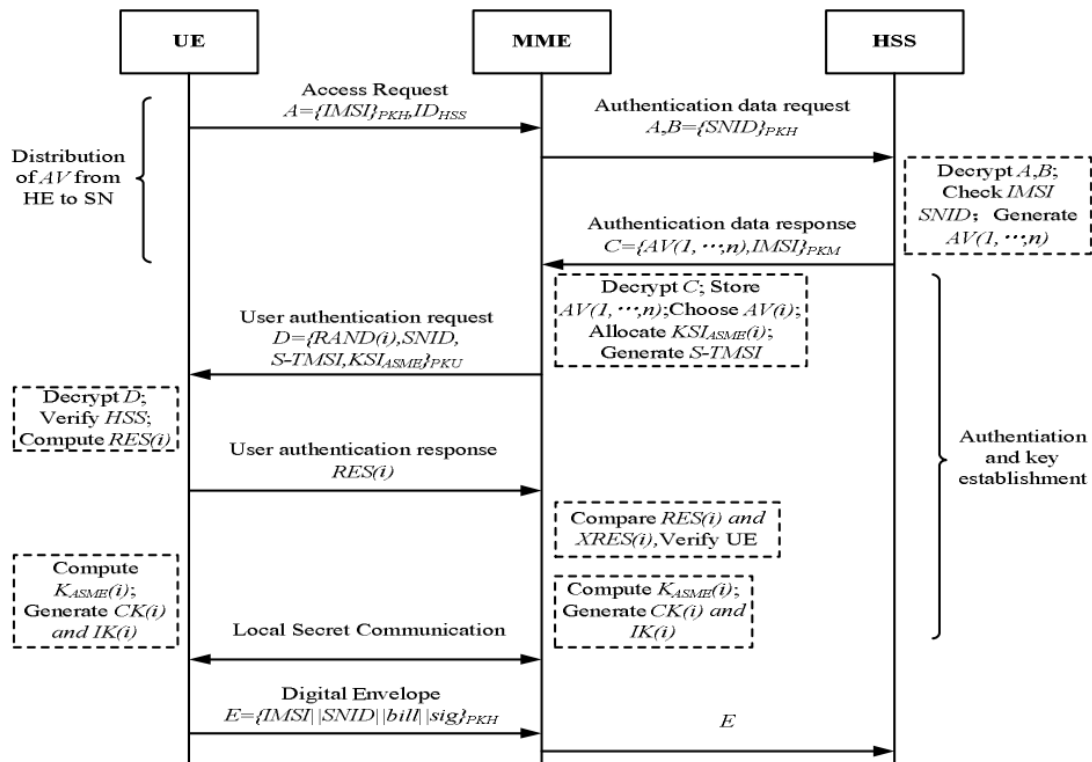 UE
MME
HSS
Access Request
A={IMSI}PKH,IDHSS
Authentication data request
A,B={SNID}PKH
Distribution
of AV from
HE to SN
Decrypt A,B;
Check IMSI
SNID; Generate
AV(1,⋯,n)
Authentication data response
C={AV(1,⋯,n),IMSI}PKM
Decrypt C; Store
AV(1,⋯,n);Choose AV(i);
Allocate KSIASME(i);
Generate S-TMSI
User authentication request
D={RAND(i),SNID,
S-TMSI,KSIASME}PKU
Decrypt D;
Verify HSS;
Compute RES(i)
User authentication response
RES(i)
Authentiation
and key
establishment
Compare RES(i) and
XRES(i),Verify UE
Compute
KASME(i);
Generate CK(i)
and IK(i)
Compute KASME(i);
Generate CK(i) and
IK(i)
Local Secret Communication
Digital Envelope
E={IMSI||SNID||bill||sig}PKH
E